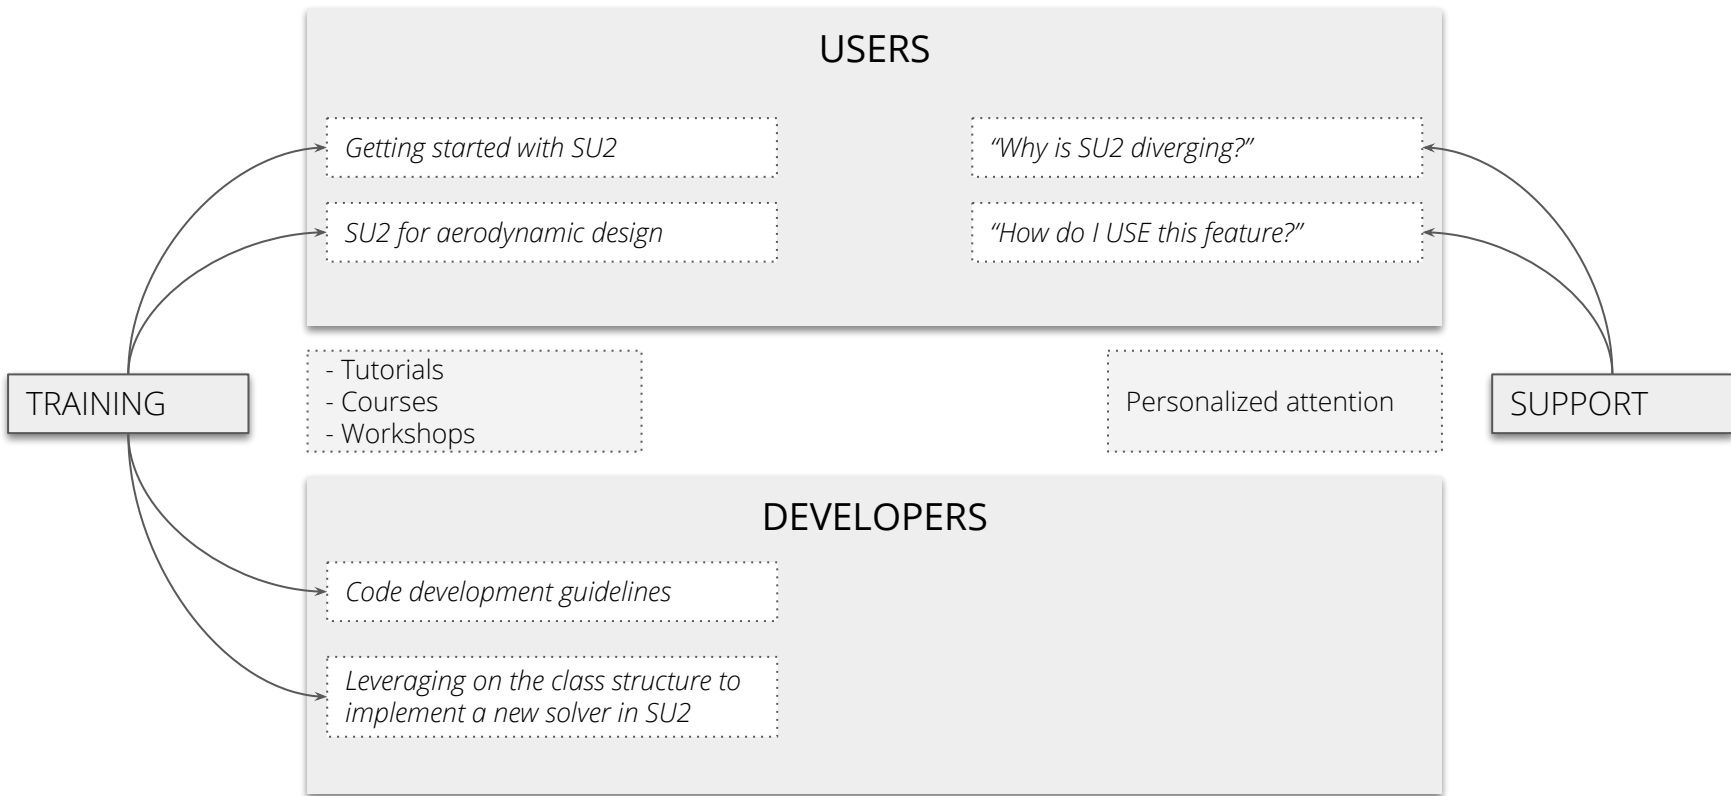 USERS
Getting started with SU2
“Why is SU2 diverging?”
SU2 for aerodynamic design
“How do I USE this feature?”
TRAINING
- Tutorials
- Courses
- Workshops
Personalized attention
SUPPORT
DEVELOPERS
Code development guidelines
Leveraging on the class structure to
implement a new solver in SU2